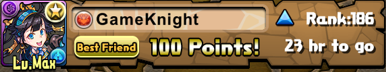 GameKnight Rank:186
Lv.Max Best Friend 100 Points! 23 hr to go